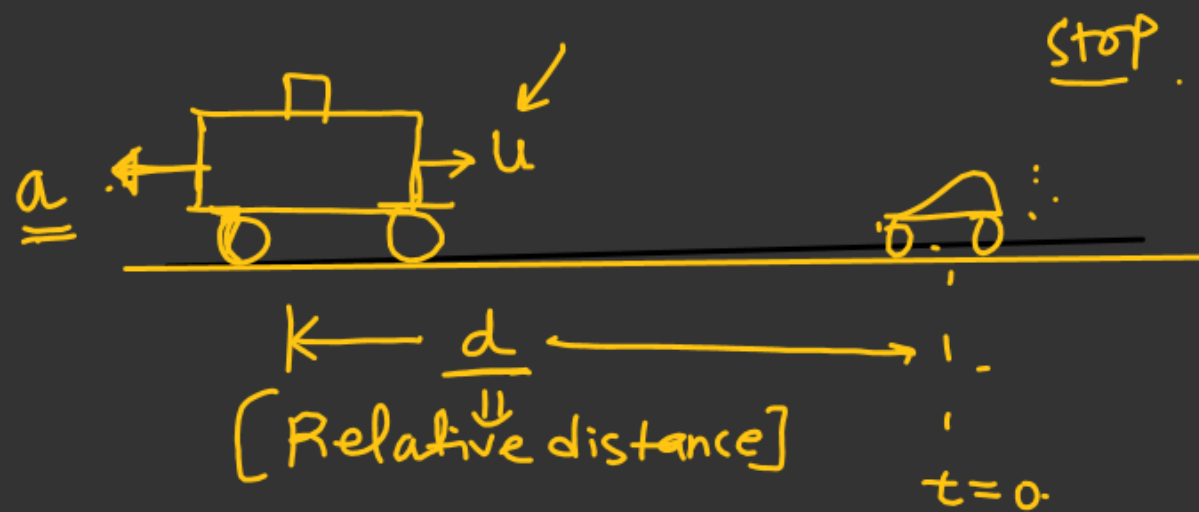 stop.
u
a
d
[Relative distance]
t=0.